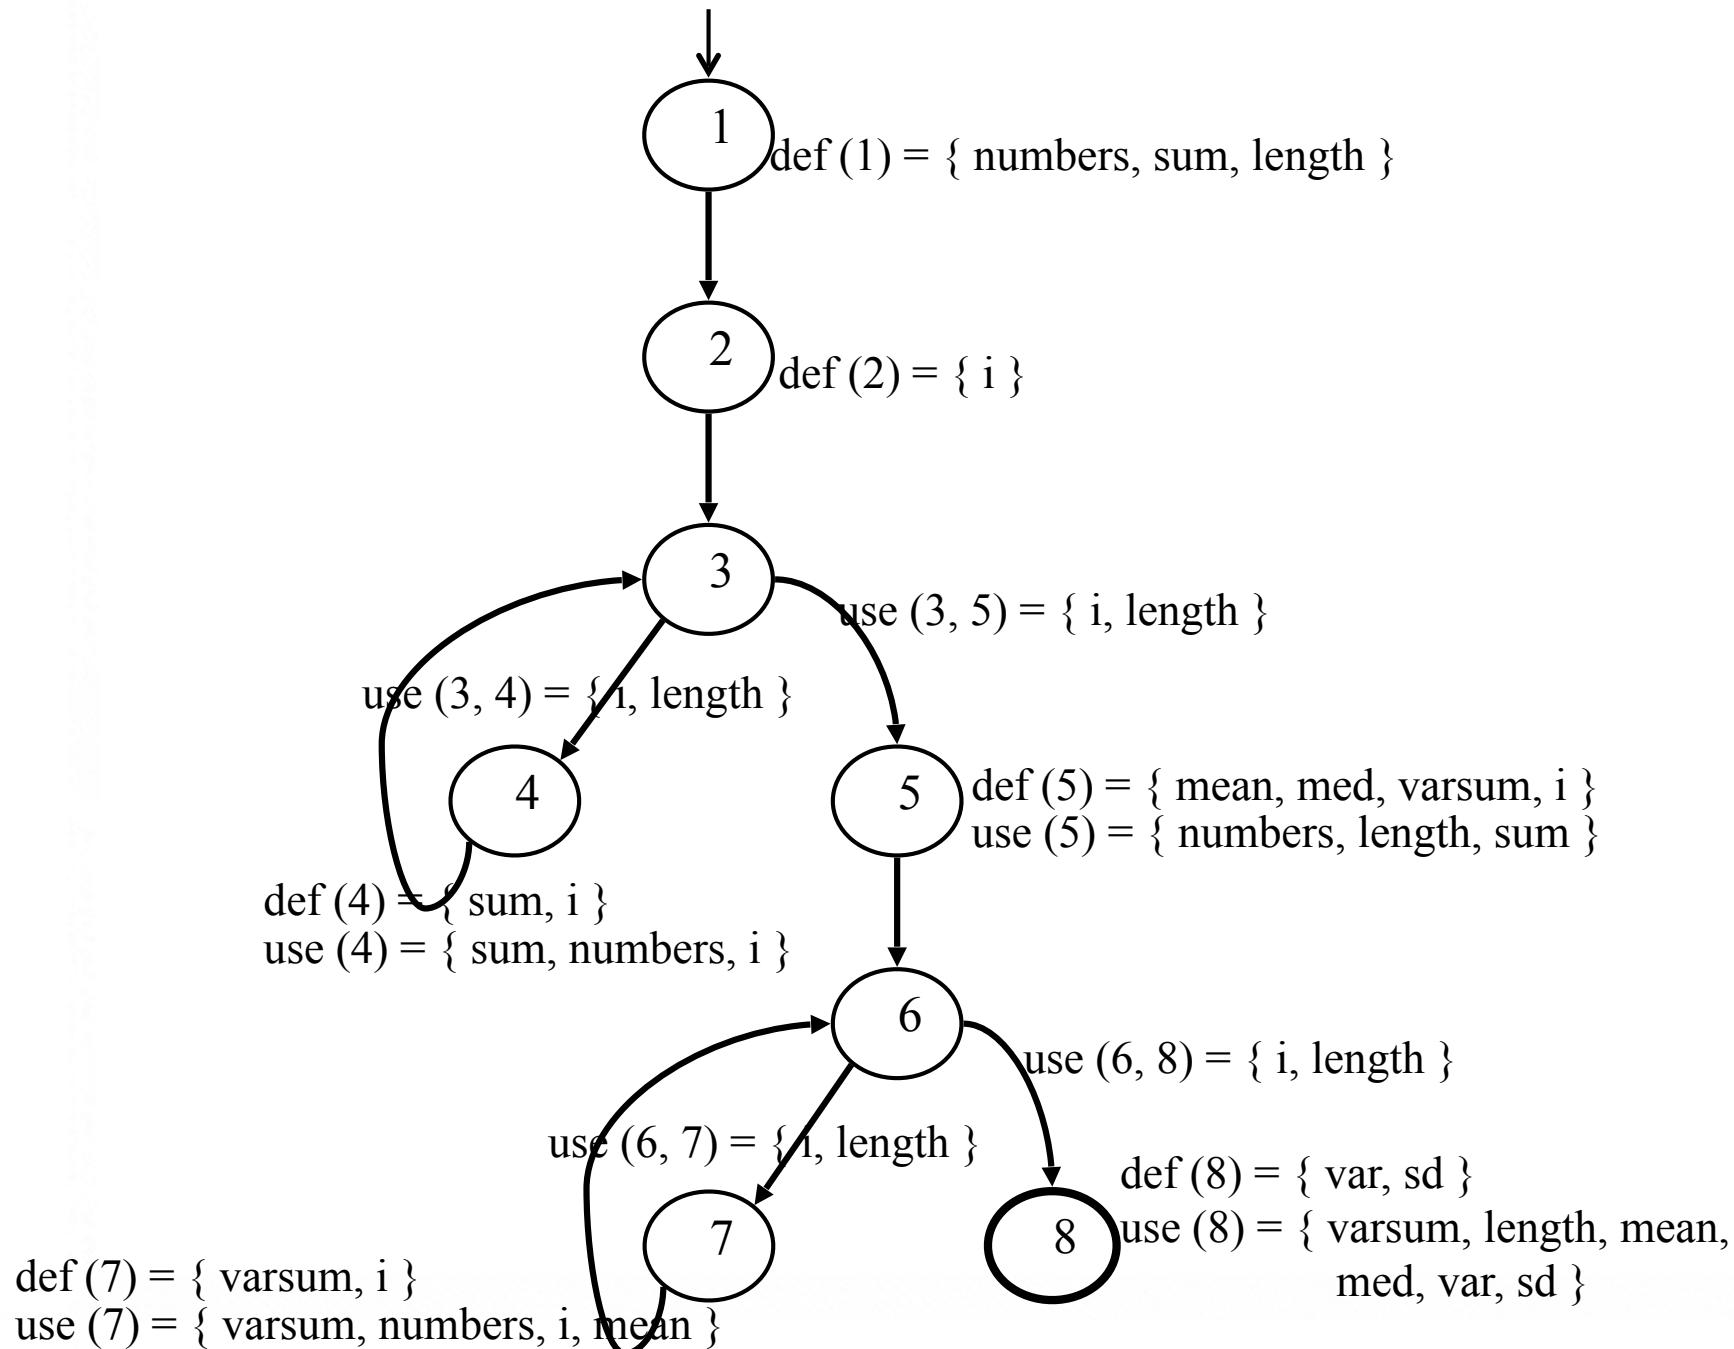 1
def (1) = { numbers, sum, length }
2
def (2) = { i }
3
use (3, 5) = { i, length }
use (3, 4) = { i, length }
4
5
def (5) = { mean, med, varsum, i }
use (5) = { numbers, length, sum }
def (4) = { sum, i }
use (4) = { sum, numbers, i }
6
use (6, 8) = { i, length }
use (6, 7) = { i, length }
7
8
def (8) = { var, sd }
use (8) = { varsum, length, mean,
med, var, sd }
def (7) = { varsum, i }
use (7) = { varsum, numbers, i, mean }